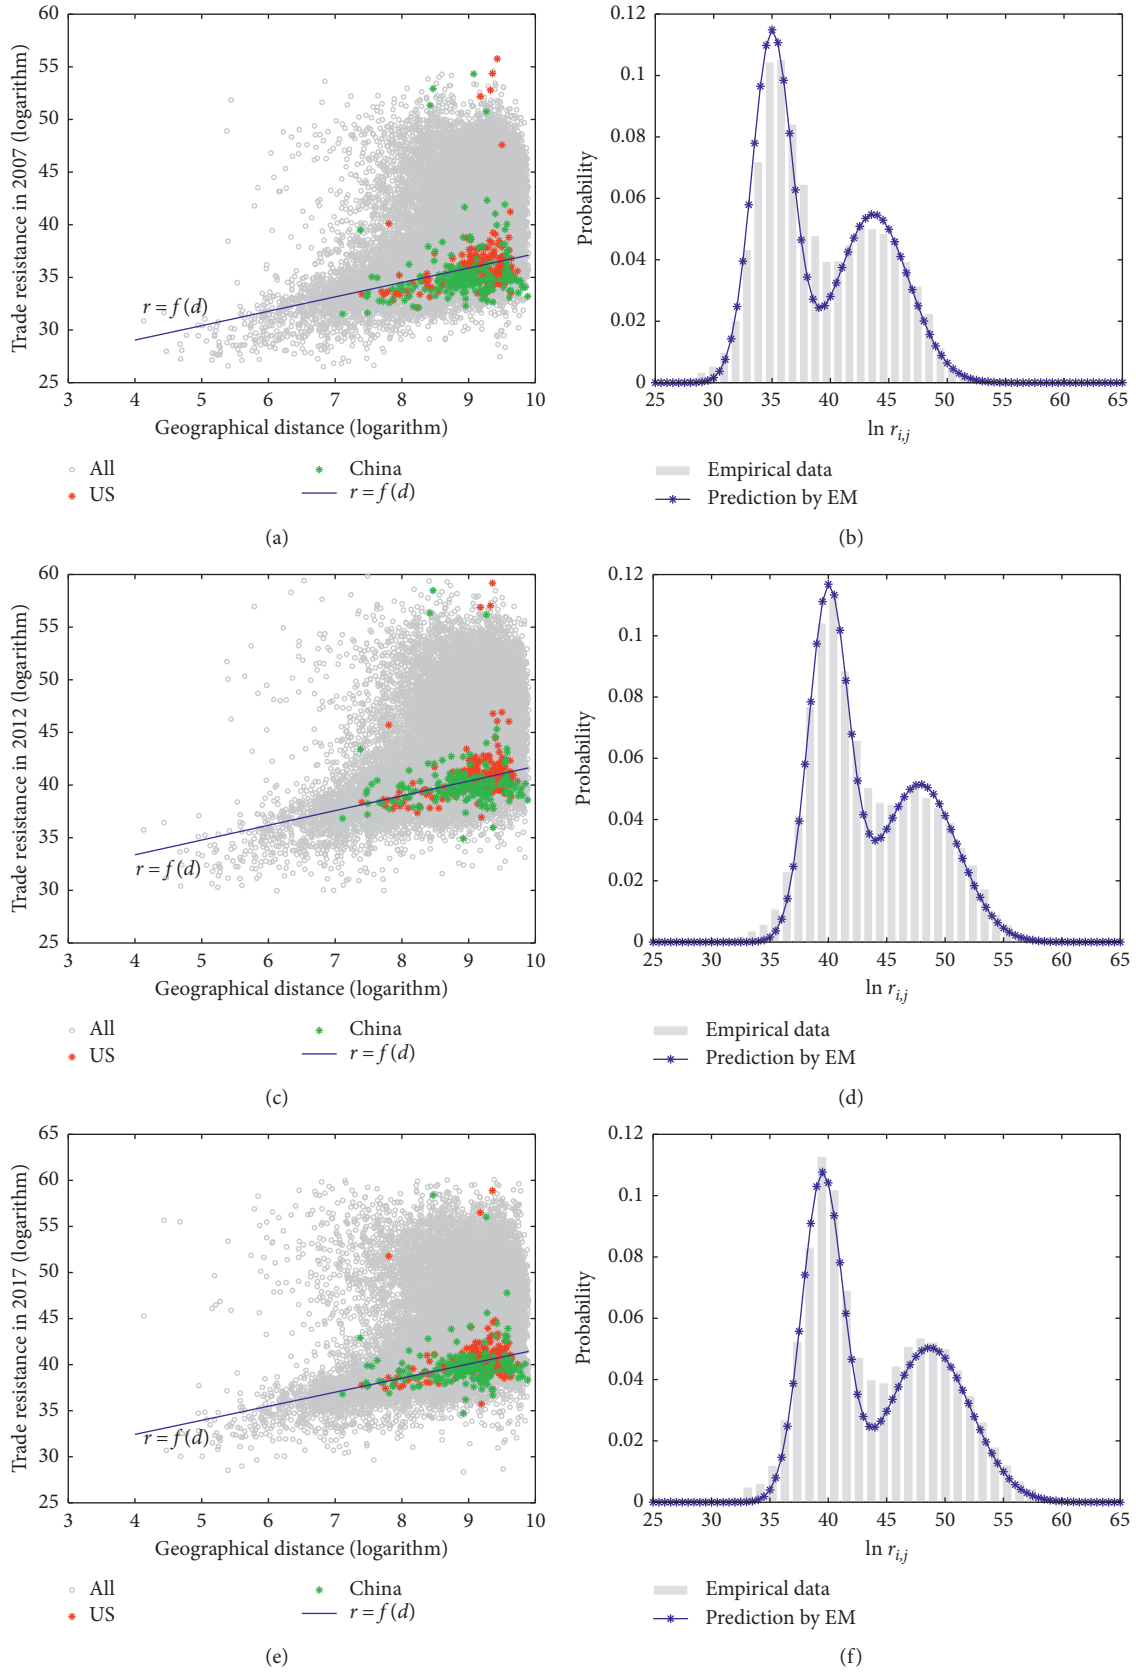 Trade resistance in 2007 (logarithm)
60
55
50
45
40
35
30
25
r = f (d)
3 4 5 6 7 8 9 10
Geographical distance (logarithm)
All
US
China
r = f (d)
(a)
Probability
0.12
0.1
0.08
0.06
0.04
0.02
0
25 30 35 40 45 50 55 60 65
ln r_{i,j}
Empirical data
Prediction by EM
(b)
Trade resistance in 2012 (logarithm)
60
55
50
45
40
35
30
25
r = f (d)
3 4 5 6 7 8 9 10
Geographical distance (logarithm)
All
US
China
r = f (d)
(c)
Probability
0.12
0.1
0.08
0.06
0.04
0.02
0
25 30 35 40 45 50 55 60 65
ln r_{i,j}
Empirical data
Prediction by EM
(d)
Trade resistance in 2017 (logarithm)
65
60
55
50
45
40
35
30
25
r = f (d)
3 4 5 6 7 8 9 10
Geographical distance (logarithm)
All
US
China
r = f (d)
(e)
Probability
0.12
0.1
0.08
0.06
0.04
0.02
0
25 30 35 40 45 50 55 60 65
ln r_{i,j}
Empirical data
Prediction by EM
(f)